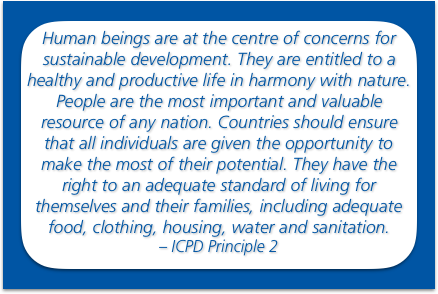 Human beings are at the centre of concerns for
sustainable development. They are entitled to a
healthy and productive life in harmony with nature.
People are the most important and valuable
resource of any nation. Countries should ensure
that all individuals are given the opportunity to
make the most of their potential. They have the
right to an adequate standard of living for
themselves and their families, including adequate
food, clothing, housing, water and sanitation.
– ICPD Principle 2